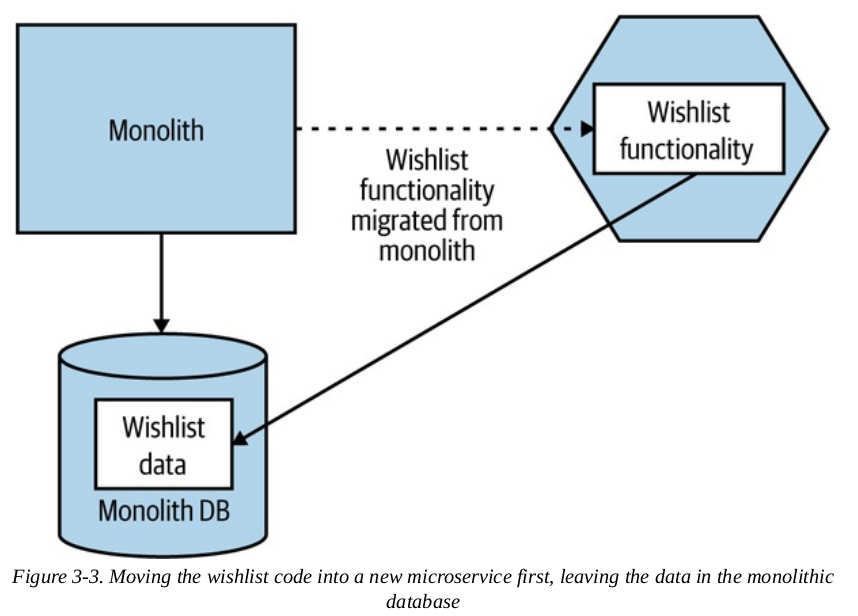 Monolith
Wishlist
functionality
Wishlist
functionality
migrated from
monolith
Wishlist
data
Monolith DB
Figure 3-3. Moving the wishlist code into a new microservice first, leaving the data in the monolithic
database